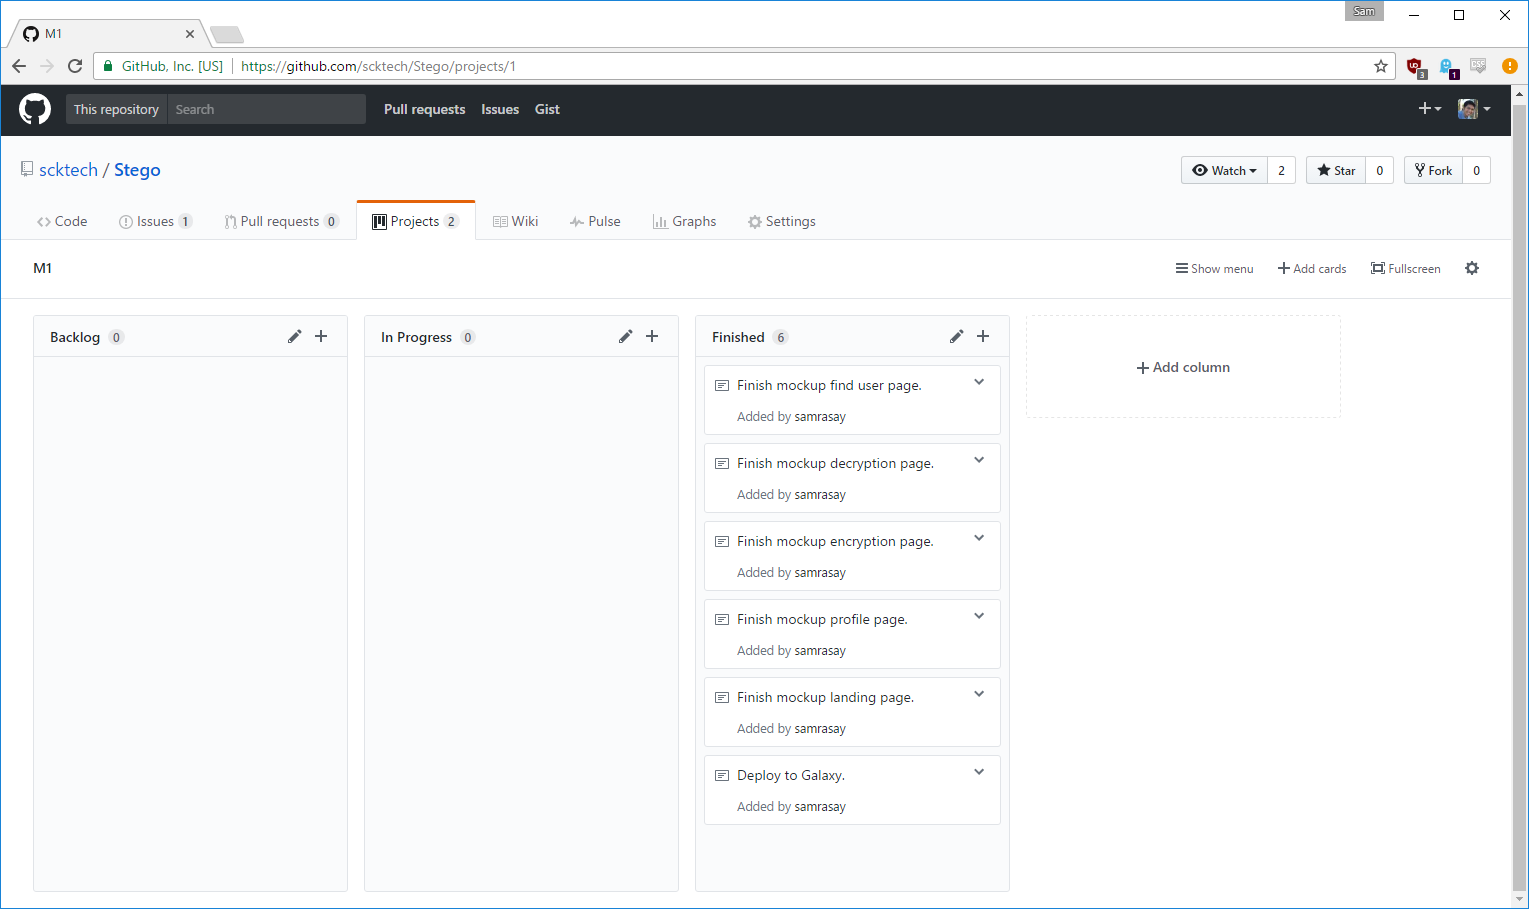 Sam
M1
GitHub, Inc. [US] https://github.com/scktech/Stego/projects/1
3 1 CSE
This repository Search Pull requests Issues Gist
scktech / Stego
Watch 2 Star 0 Fork 0
Code Issues 1 Pull requests 0 Projects 2 Wiki Pulse Graphs Settings
M1 Show menu Add cards Fullscreen
Backlog 0
In Progress 0
Finished 6
Finish mockup find user page.
Added by samrasay
Finish mockup decryption page.
Added by samrasay
Finish mockup encryption page.
Added by samrasay
Finish mockup profile page.
Added by samrasay
Finish mockup landing page.
Added by samrasay
Deploy to Galaxy.
Added by samrasay
Add column